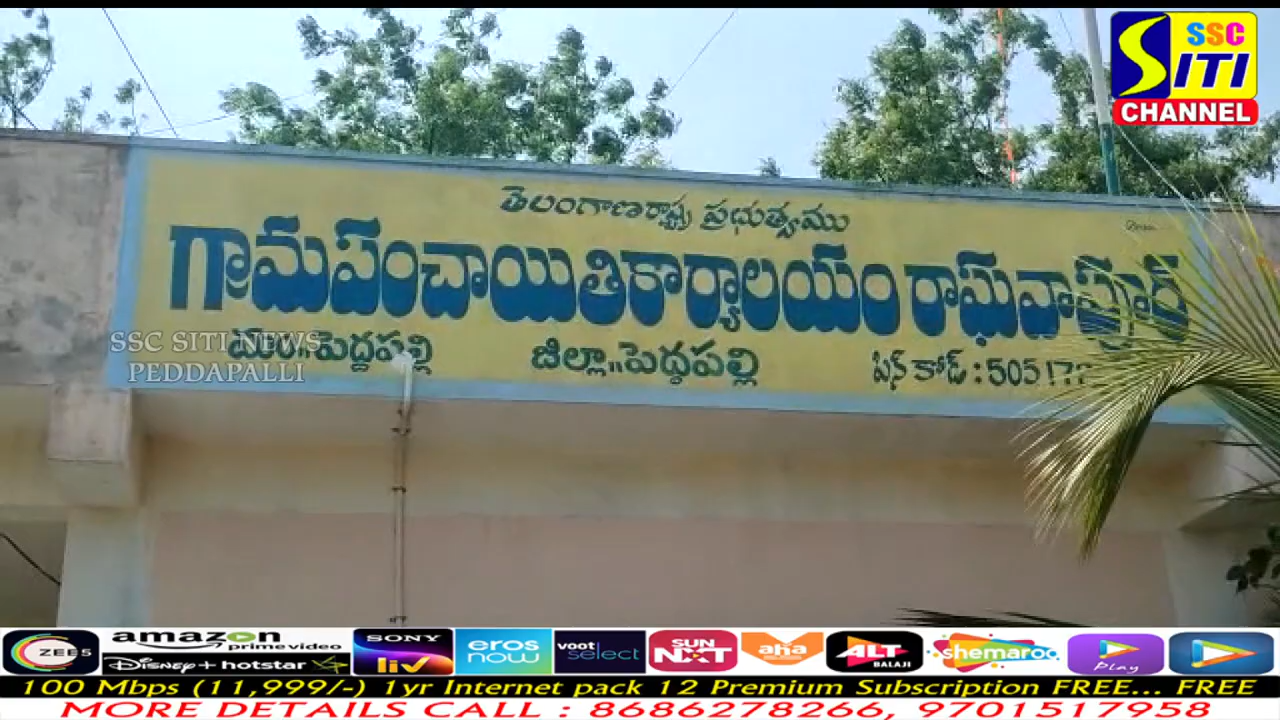 SSC
SITI
CHANNEL
తెలంగాణరాష్ట్ర ప్రభుత్వము
గ్రామపంచాయితికార్యాలయం రాఘవాపూర్
మం..పెద్దపల్లి జిల్లా..పెద్దపల్లి పిన్ కోడ్ : 505
SSC SITI NEWS
PEDDAPALLI
ZEE5 amazon prime video Disney+ hotstar SONY liv eros now voot select SUN NXT aha ALT BALAJI shemaroo Play
100 Mbps (11,999/-) 1yr Internet pack 12 Premium Subscription FREE... FREE
MORE DETAILS CALL : 8686278266, 9701517958